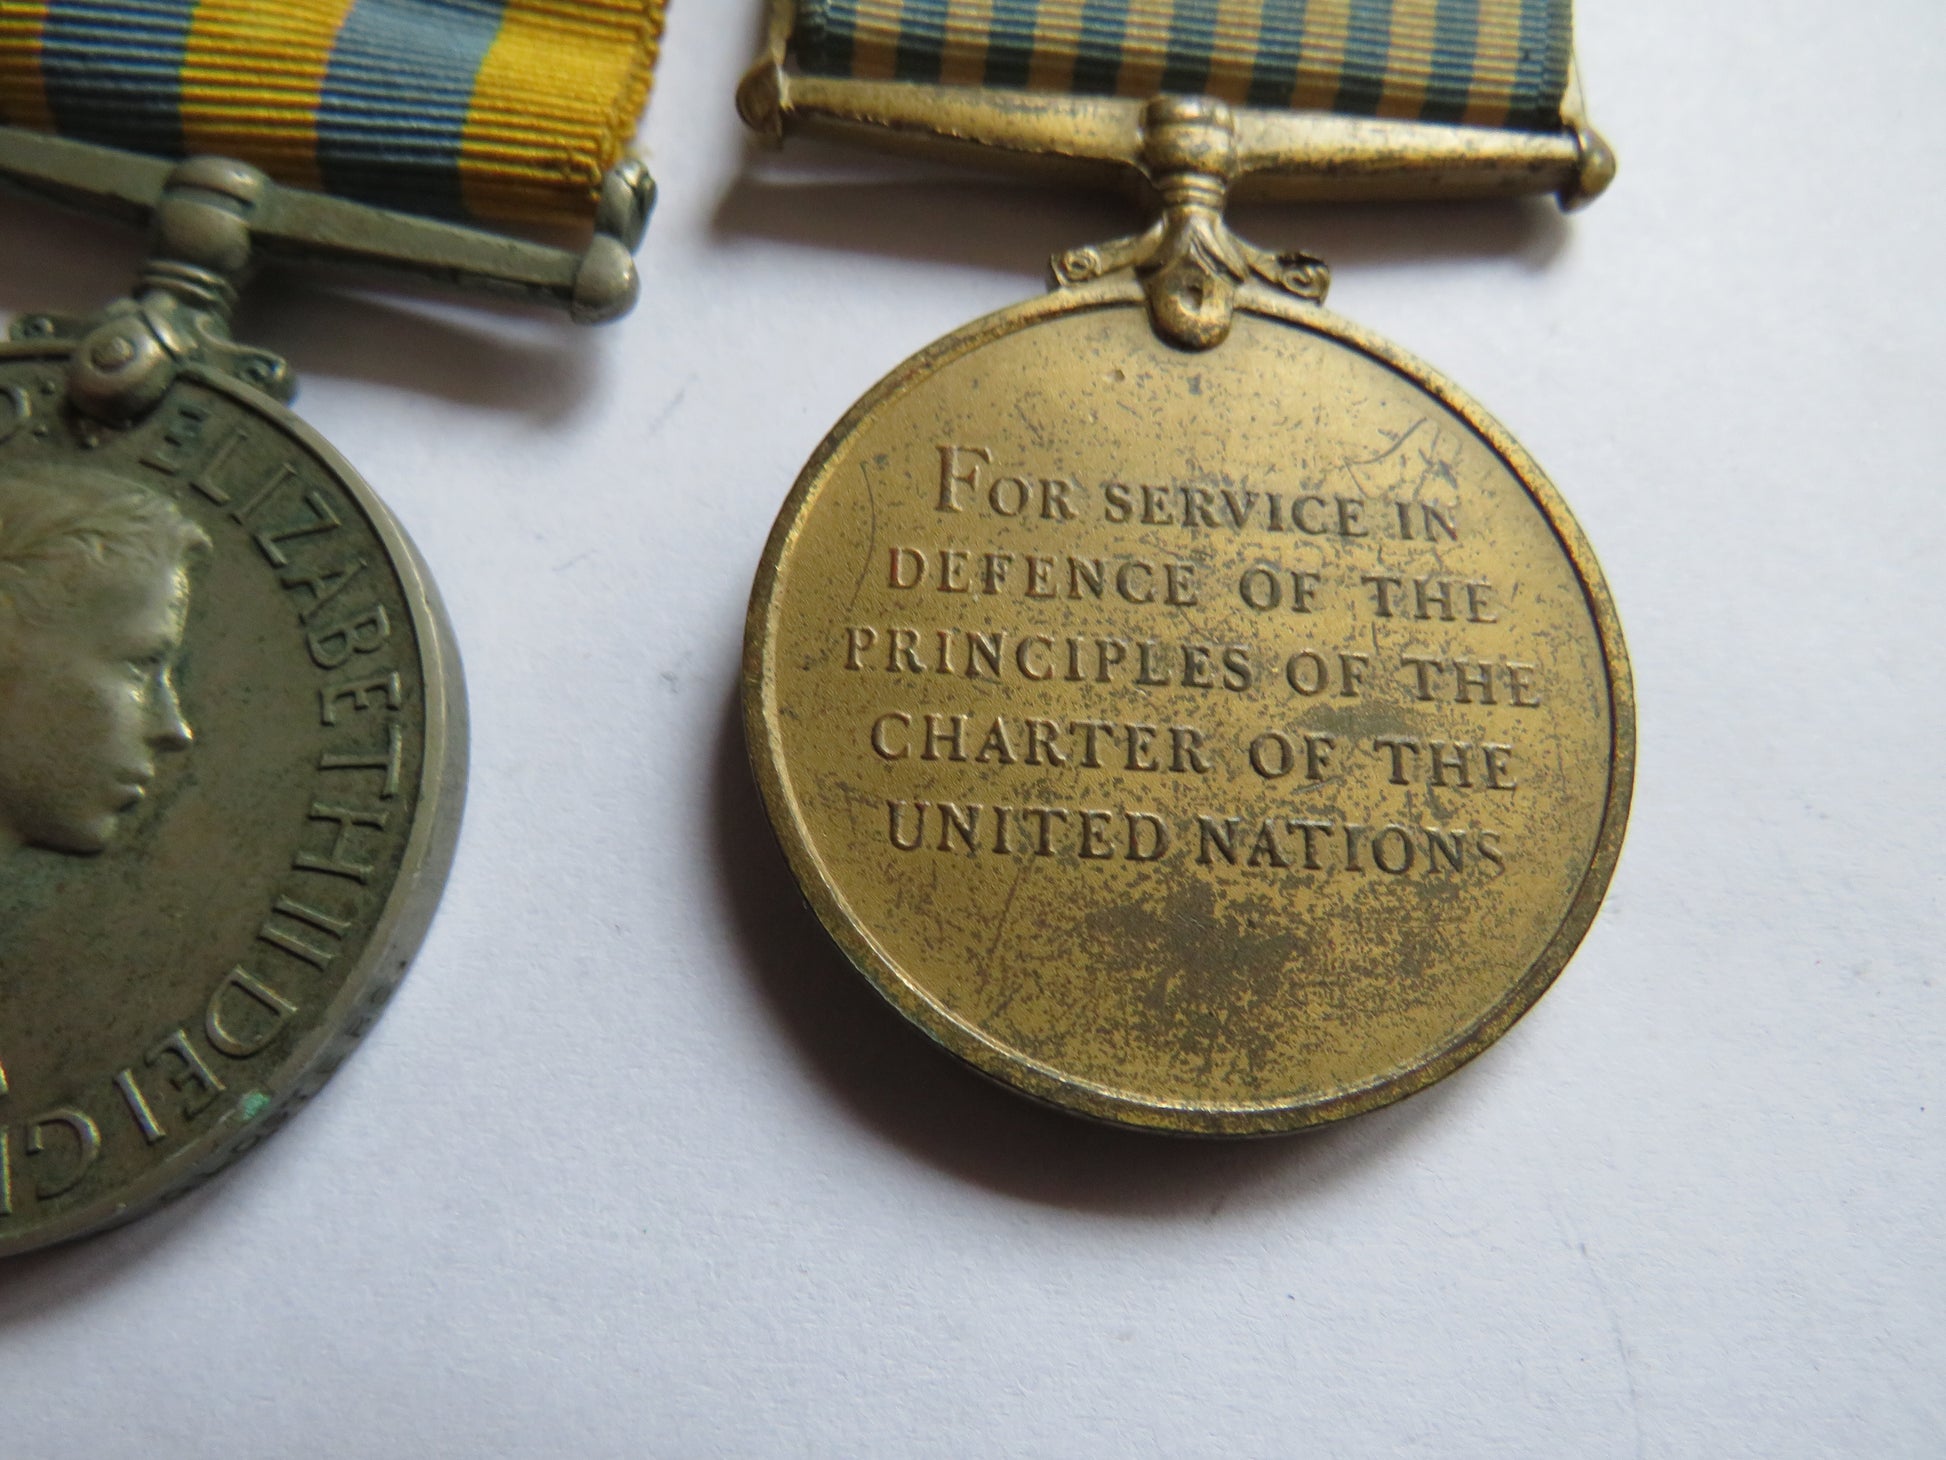 ELIZABETH II DEI G
For service in
DEFENCE OF THE
PRINCIPLES OF THE
CHARTER OF THE
UNITED NATIONS